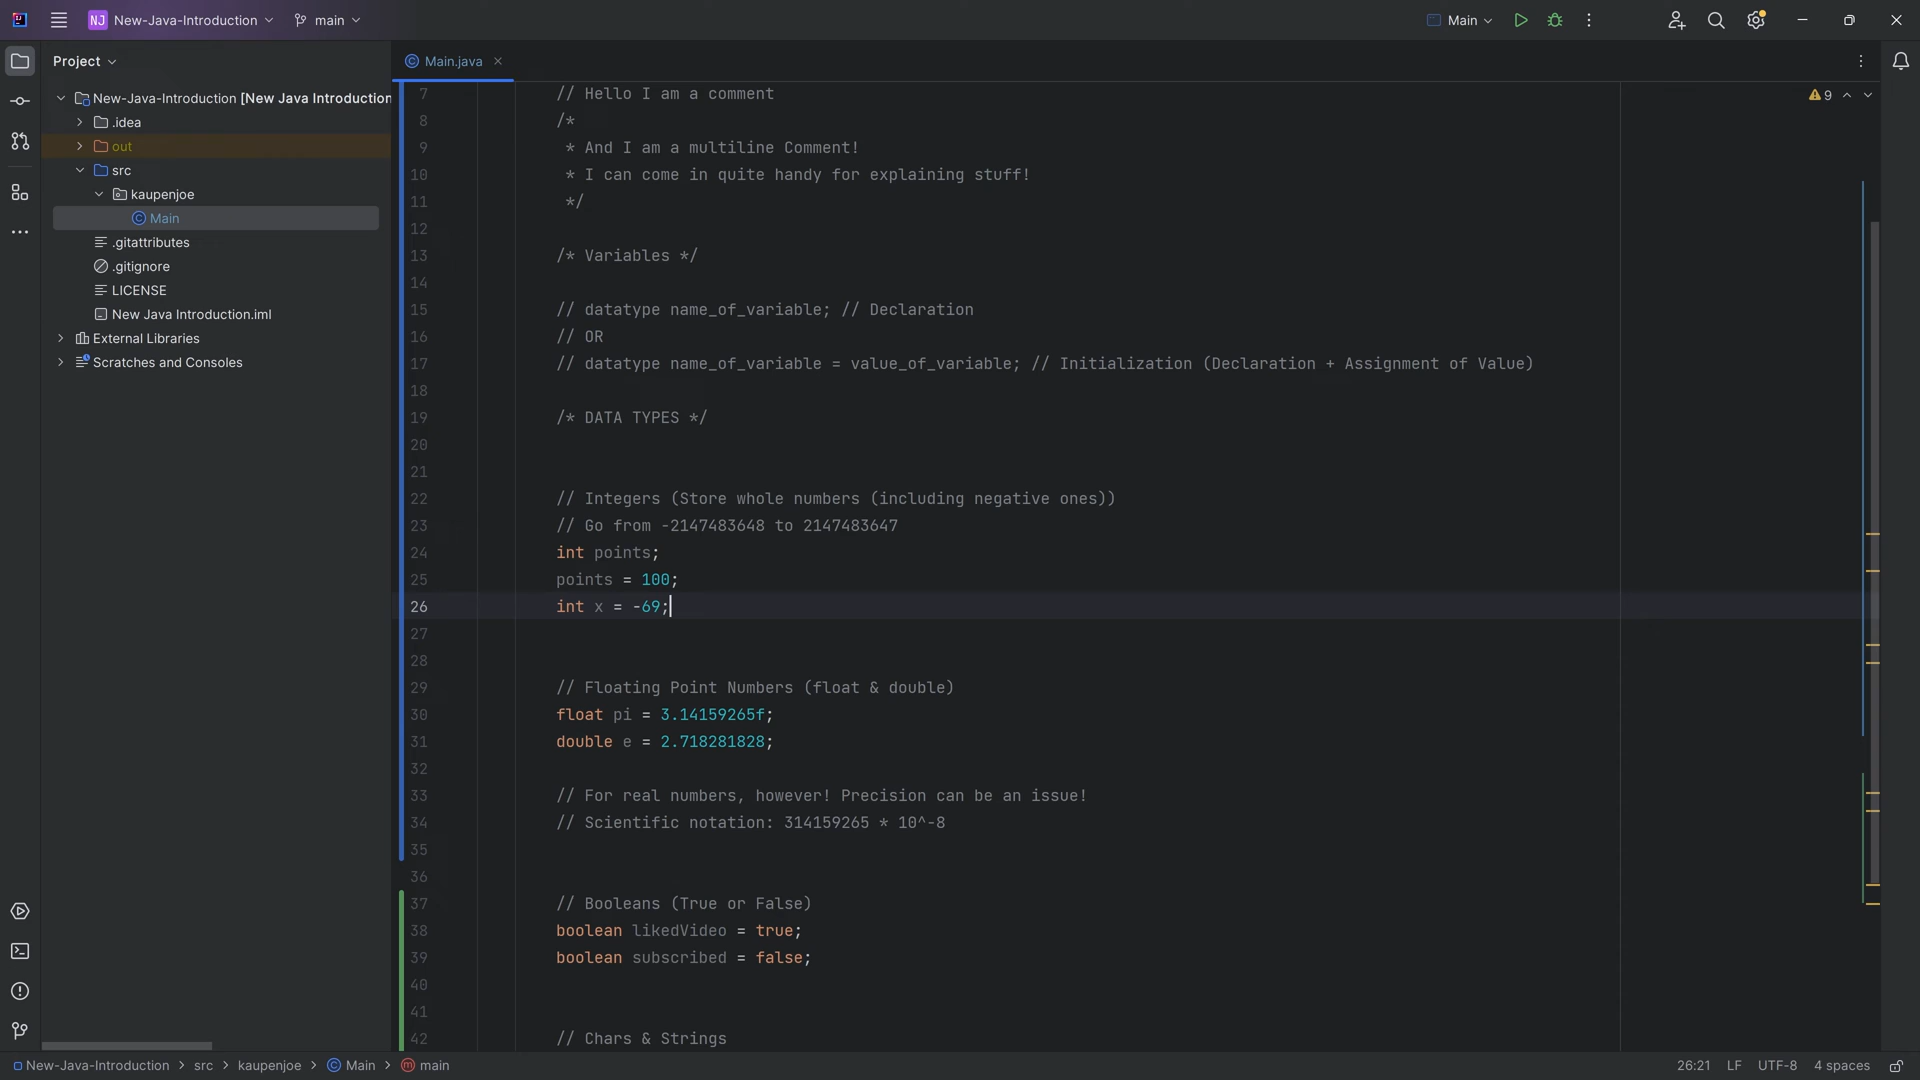 NJ New-Java-Introduction main Main
Project
Main.java
New-Java-Introduction [New Java Introduction
.idea
out
src
kaupenjoe
Main
.gitattributes
.gitignore
LICENSE
New Java Introduction.iml
External Libraries
Scratches and Consoles
9
7 // Hello I am a comment
8 /*
9 * And I am a multiline Comment!
10 * I can come in quite handy for explaining stuff!
11 */
12
13 /* Variables */
14
15 // datatype name_of_variable; // Declaration
16 // OR
17 // datatype name_of_variable = value_of_variable; // Initialization (Declaration + Assignment of Value)
18
19 /* DATA TYPES */
20
21
22 // Integers (Store whole numbers (including negative ones))
23 // Go from -2147483648 to 2147483647
24 int points;
25 points = 100;
26 int x = -69;
27
28
29 // Floating Point Numbers (float & double)
30 float pi = 3.14159265f;
31 double e = 2.718281828;
32
33 // For real numbers, however! Precision can be an issue!
34 // Scientific notation: 314159265 * 10^-8
35
36
37 // Booleans (True or False)
38 boolean likedVideo = true;
39 boolean subscribed = false;
40
41
42 // Chars & Strings
New-Java-Introduction > src > kaupenjoe > Main > main
26:21 LF UTF-8 4 spaces